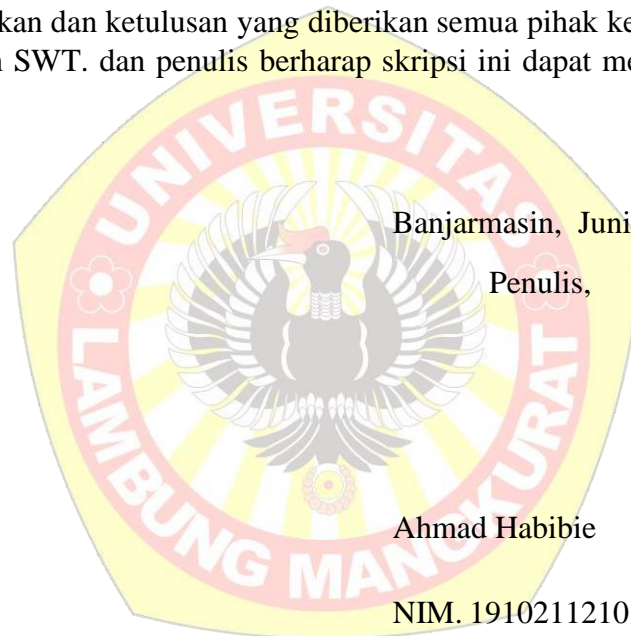 kan dan ketulusan yang diberikan semua pihak ke
SWT. dan penulis berharap skripsi ini dapat me
UNIVERSITAS
LAMBUNG MANGKURAT
Banjarmasin, Juni
Penulis,
Ahmad Habibie
NIM. 1910211210